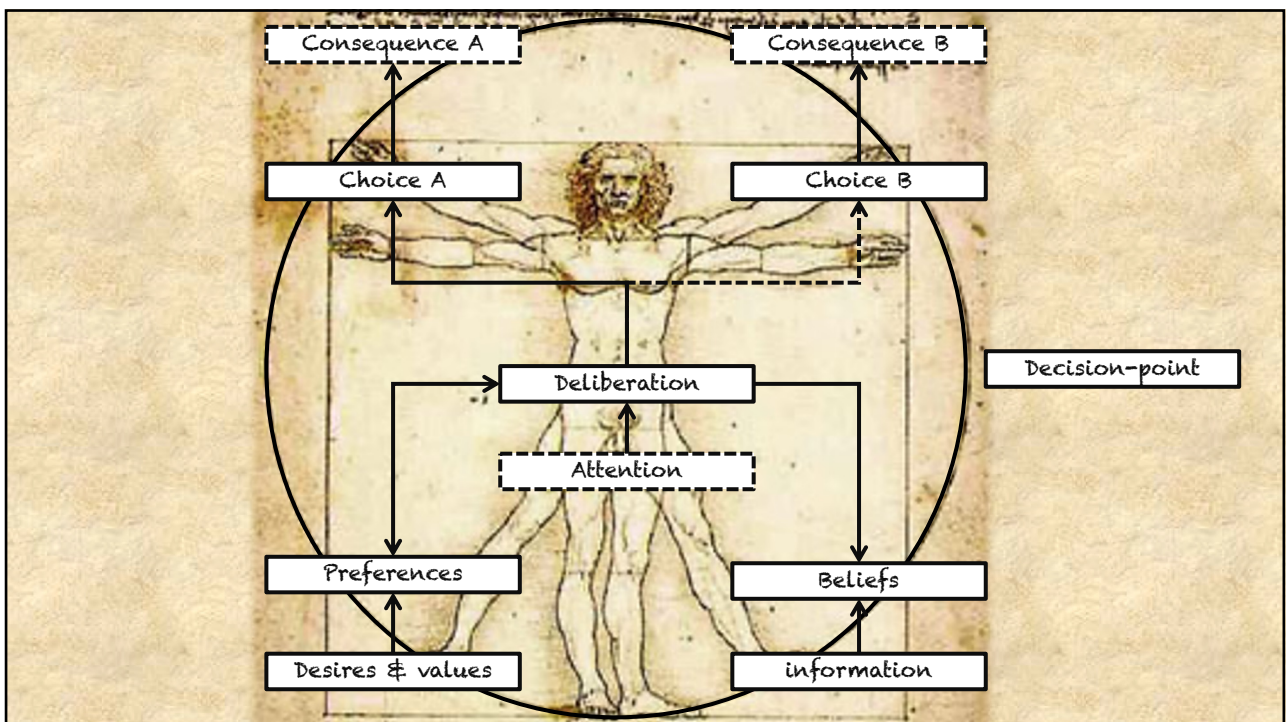 Consequence A
Consequence B
Choice A
Choice B
Deliberation
Decision-point
Attention
Preferences
Beliefs
Desires & values
information